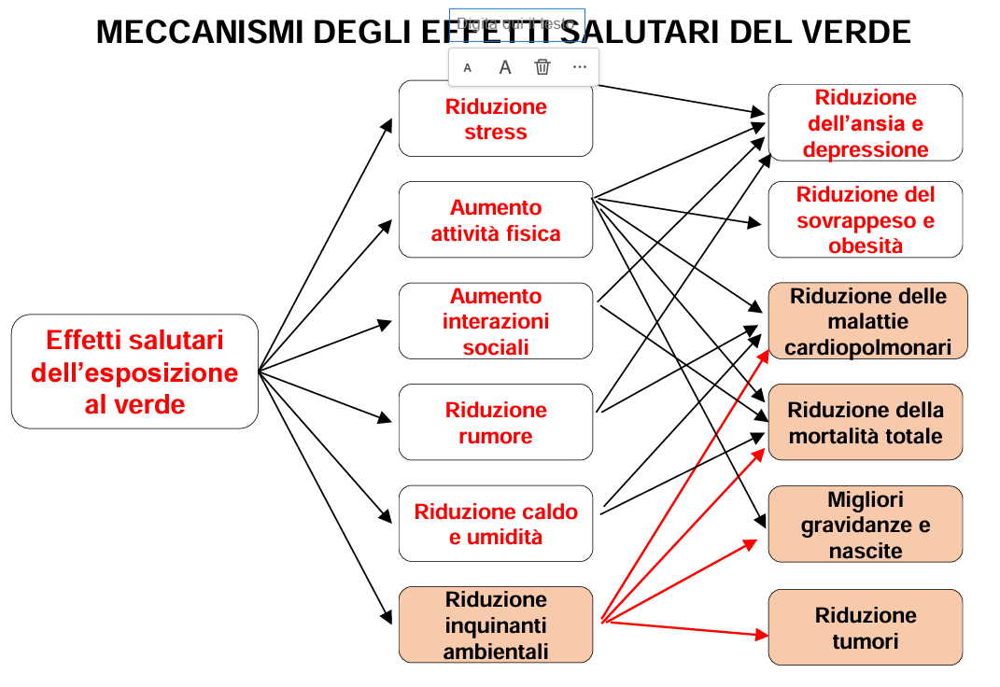 MECCANISMI DEGLI EFFETTI SALUTARI DEL VERDE
Digita qui il testo
A A ...
Riduzione
stress
Aumento
attività fisica
Aumento
interazioni
sociali
Riduzione
rumore
Riduzione caldo
e umidità
Riduzione
inquinanti
ambientali
Effetti salutari
dell’esposizione
al verde
Riduzione
dell’ansia e
depressione
Riduzione del
sovrappeso e
obesità
Riduzione delle
malattie
cardiopolmonari
Riduzione della
mortalità totale
Migliori
gravidanze e
nascite
Riduzione
tumori